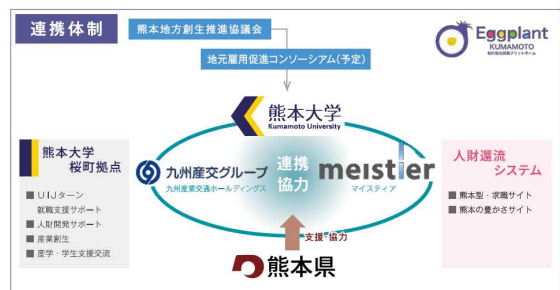 連携体制
熊本地方創生推進協議会
地元雇用促進コンソーシアム(予定)
Eggplant
KUMAMOTO
熊本大学
Kumamoto University
熊本大学
桜町拠点
■ UIJターン
就職支援サポート
■ 人財開発サポート
■ 産業創生
■ 産学・学生支援交流
九州産交グループ
九州産業交通ホールディングス
連携
協力
meistier
マイスティア
人財還流
システム
■ 熊本型・求職サイト
■ 熊本の豊かさサイト
支援・協力
熊本県